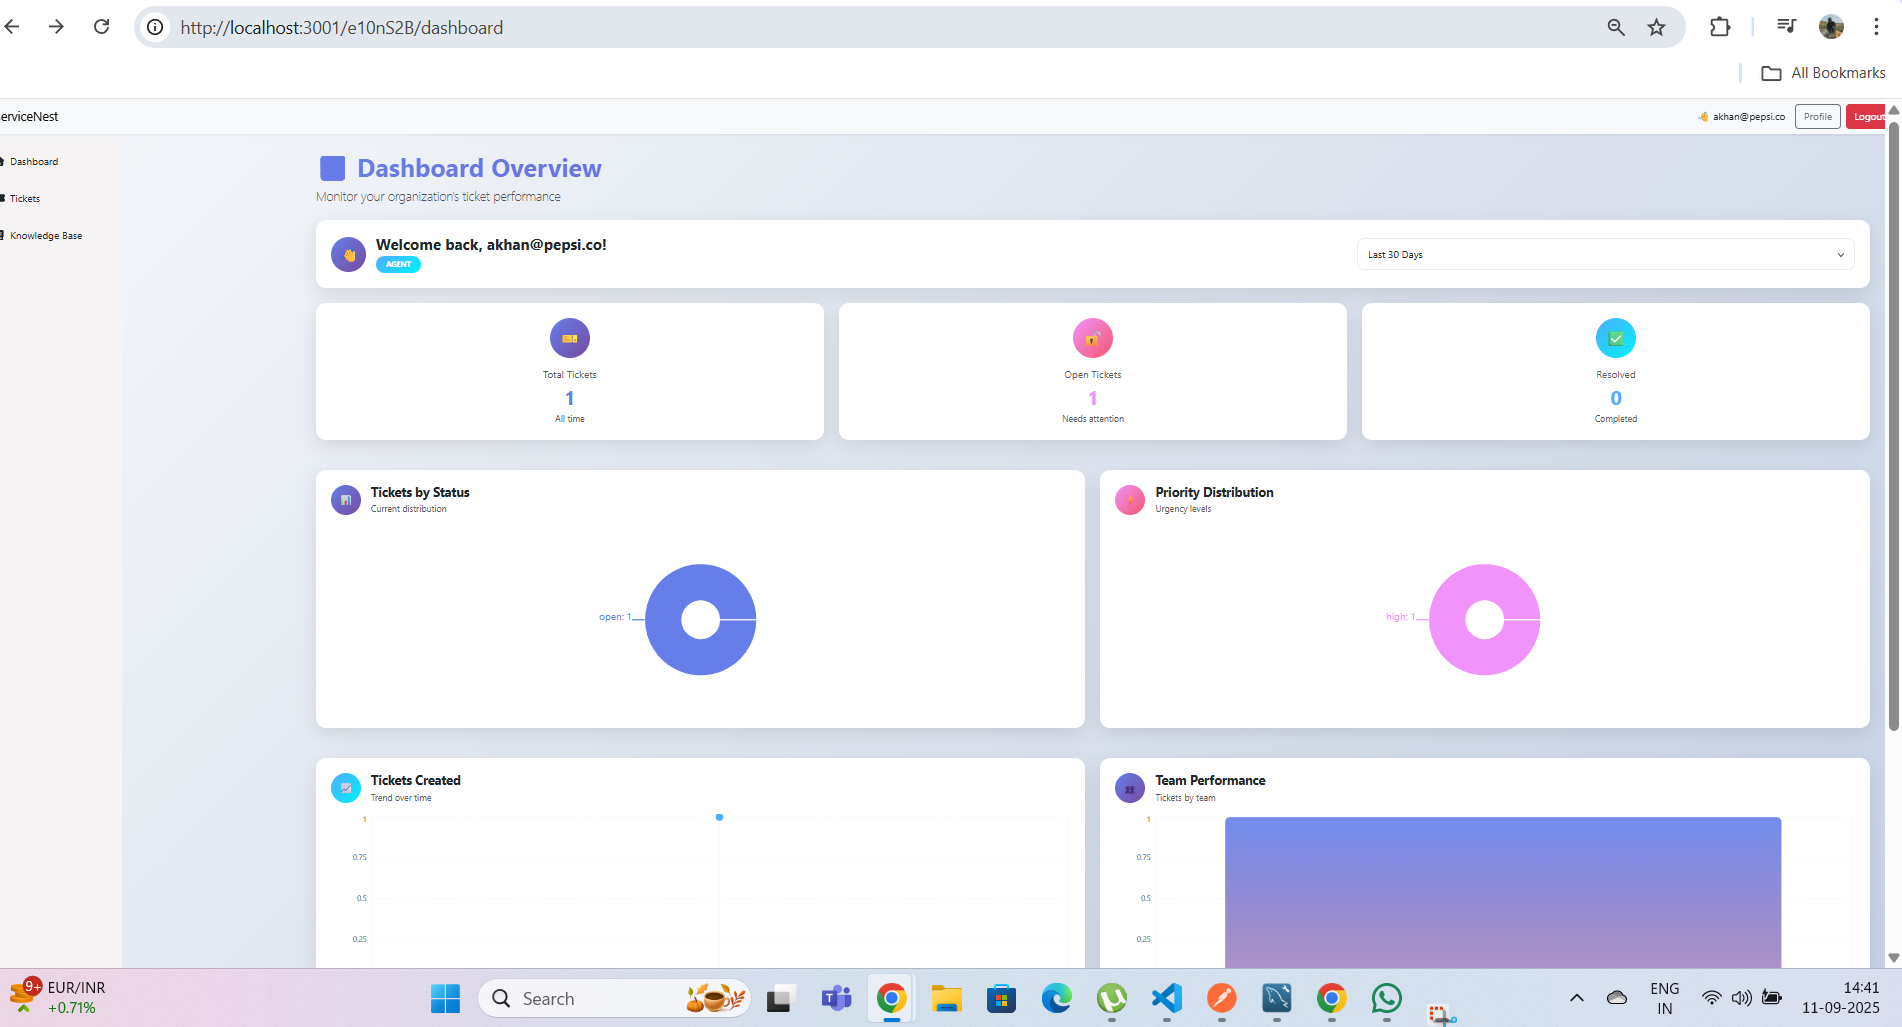 http://localhost:3001/e10nS2B/dashboard
All Bookmarks
erviceNest
akhan@pepsi.co
Profile
Logout
Dashboard
Tickets
Knowledge Base
Dashboard Overview
Monitor your organization's ticket performance
Welcome back, akhan@pepsi.co!
AGENT
Last 30 Days
Total Tickets
1
All time
Open Tickets
1
Needs attention
Resolved
0
Completed
Tickets by Status
Current distribution
open: 1
Priority Distribution
Urgency levels
high: 1
Tickets Created
Trend over time
1
0.75
0.5
0.25
Team Performance
Tickets by team
1
0.75
0.5
0.25
9+
EUR/INR
+0.71%
Search
ENG
IN
14:41
11-09-2025